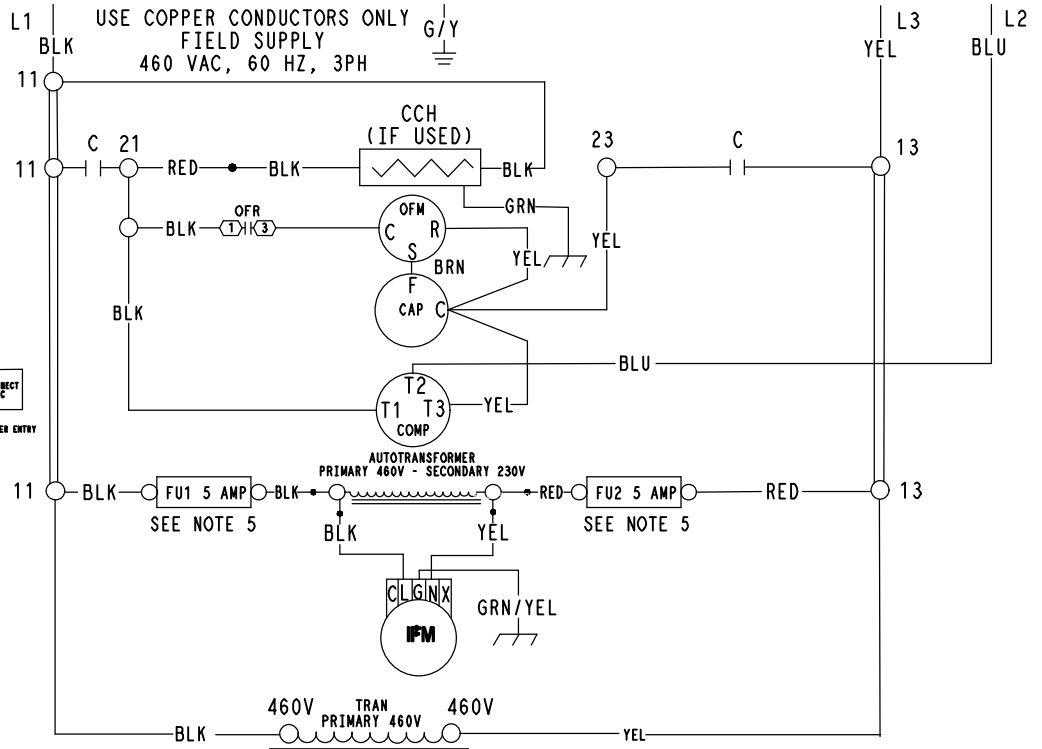 L1
USE COPPER CONDUCTORS ONLY
FIELD SUPPLY
460 VAC, 60 HZ, 3PH
G/Y
L3
L2
BLK
YEL
BLU
11
CCH
(IF USED)
C
21
23
C
13
11
RED
BLK
BLK
GRN
OFR
BLK
1
3
OFM
C
R
S
YEL
YEL
BRN
F
CAP
C
BLK
BLU
T2
T1
T3
COMP
YEL
ER ENTRY
AUTOTRANSFORMER
PRIMARY 460V - SECONDARY 230V
11
BLK
FU1 5 AMP
BLK
RED
FU2 5 AMP
RED
13
SEE NOTE 5
SEE NOTE 5
BLK
YEL
C L G N X
GRN/YEL
IFM
460V
TRAN
460V
PRIMARY 460V
BLK
YEL